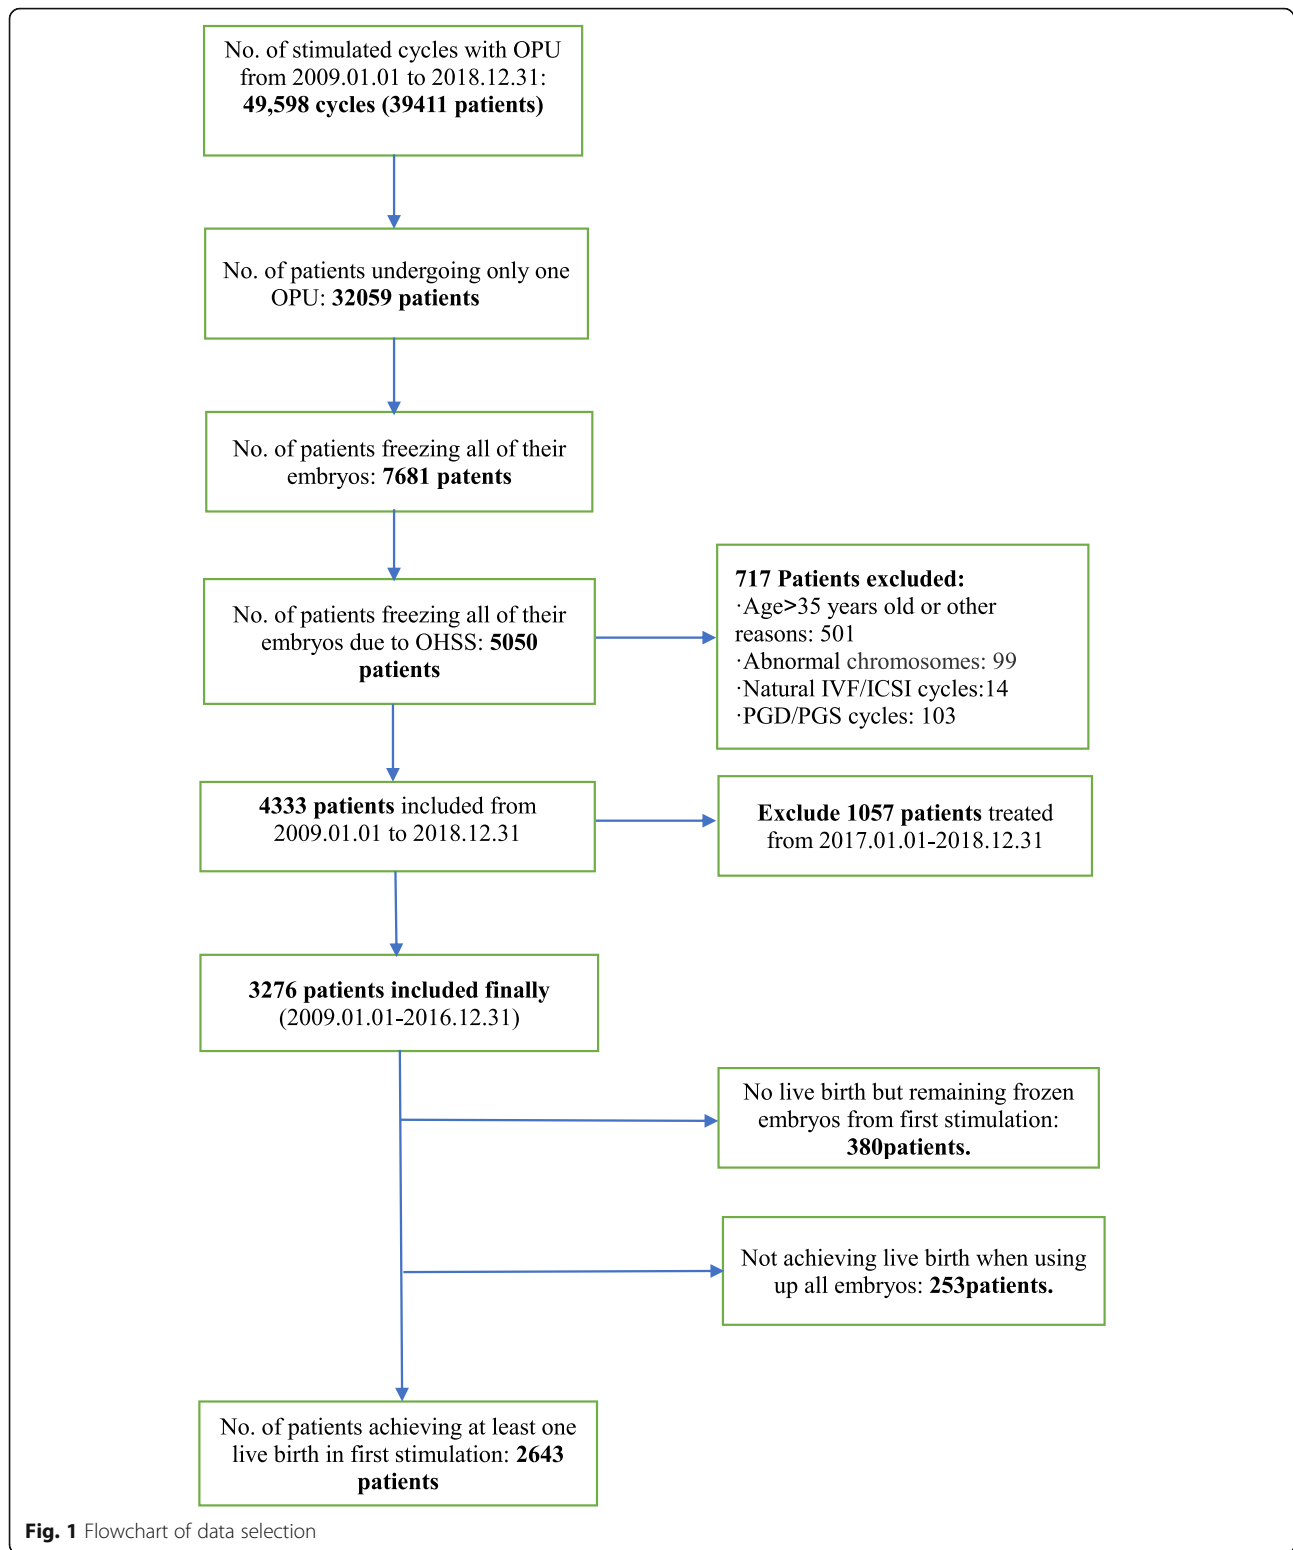 No. of stimulated cycles with OPU
from 2009.01.01 to 2018.12.31:
49,598 cycles (39411 patients)
No. of patients undergoing only one
OPU: 32059 patients
No. of patients freezing all of their
embryos: 7681 patents
No. of patients freezing all of their
embryos due to OHSS: 5050
patients
717 Patients excluded:
·Age>35 years old or other
reasons: 501
·Abnormal chromosomes: 99
·Natural IVF/ICSI cycles:14
·PGD/PGS cycles: 103
4333 patients included from
2009.01.01 to 2018.12.31
Exclude 1057 patients treated
from 2017.01.01-2018.12.31
3276 patients included finally
(2009.01.01-2016.12.31)
No live birth but remaining frozen
embryos from first stimulation:
380patients.
Not achieving live birth when using
up all embryos: 253patients.
No. of patients achieving at least one
live birth in first stimulation: 2643
patients
Fig. 1 Flowchart of data selection